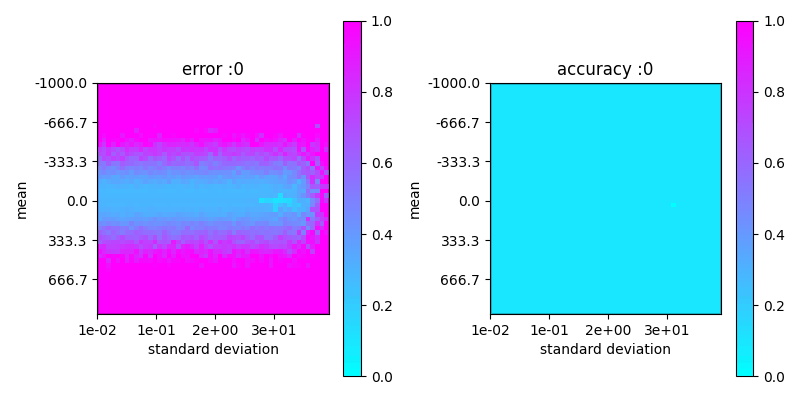 error :0
-1000.0
-666.7
-333.3
0.0
333.3
666.7
mean
1e-02
1e-01
2e+00
3e+01
standard deviation
1.0
0.8
0.6
0.4
0.2
0.0
accuracy :0
-1000.0
-666.7
-333.3
0.0
333.3
666.7
mean
1e-02
1e-01
2e+00
3e+01
standard deviation
1.0
0.8
0.6
0.4
0.2
0.0